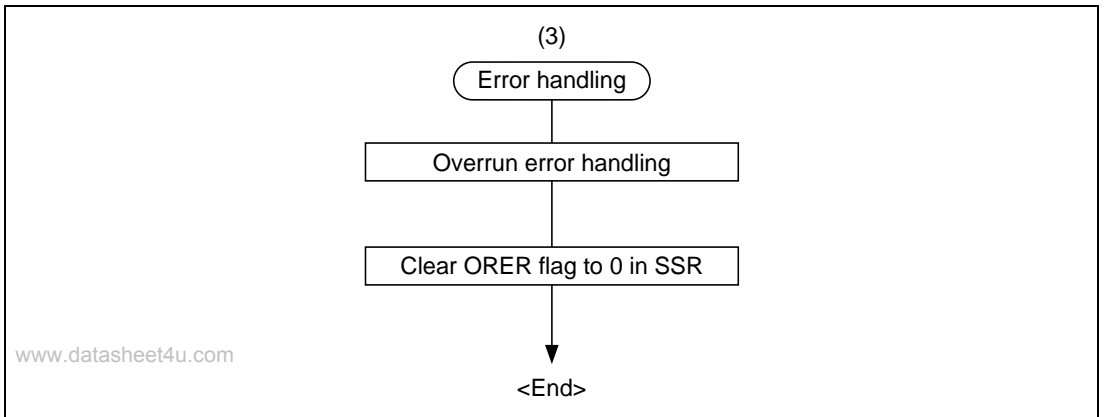 (3)
Error handling
Overrun error handling
Clear ORER flag to 0 in SSR
www.datasheet4u.com
<End>